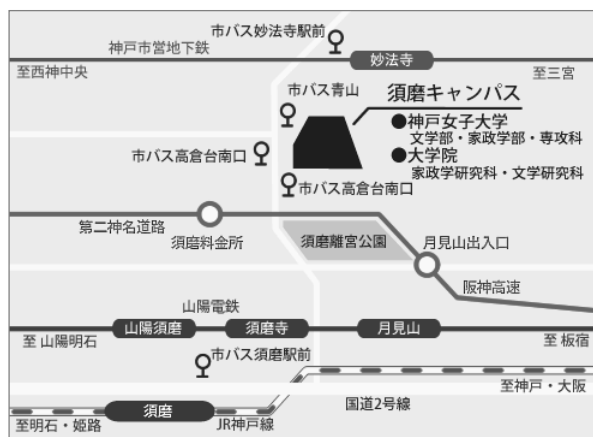 市バス妙法寺駅前
神戸市営地下鉄
妙法寺
至西神中央
至三宮
市バス青山
須磨キャンパス
●神戸女子大学
文学部・家政学部・専攻科
●大学院
家政学研究科・文学研究科
市バス高倉台南口
市バス高倉台南口
第二神名道路
須磨料金所
須磨離宮公園
月見山出入口
阪神高速
山陽電鉄
山陽須磨
須磨寺
月見山
至 山陽明石
至 板宿
市バス須磨駅前
至神戸・大阪
国道2号線
須磨
至明石・姫路
JR神戸線